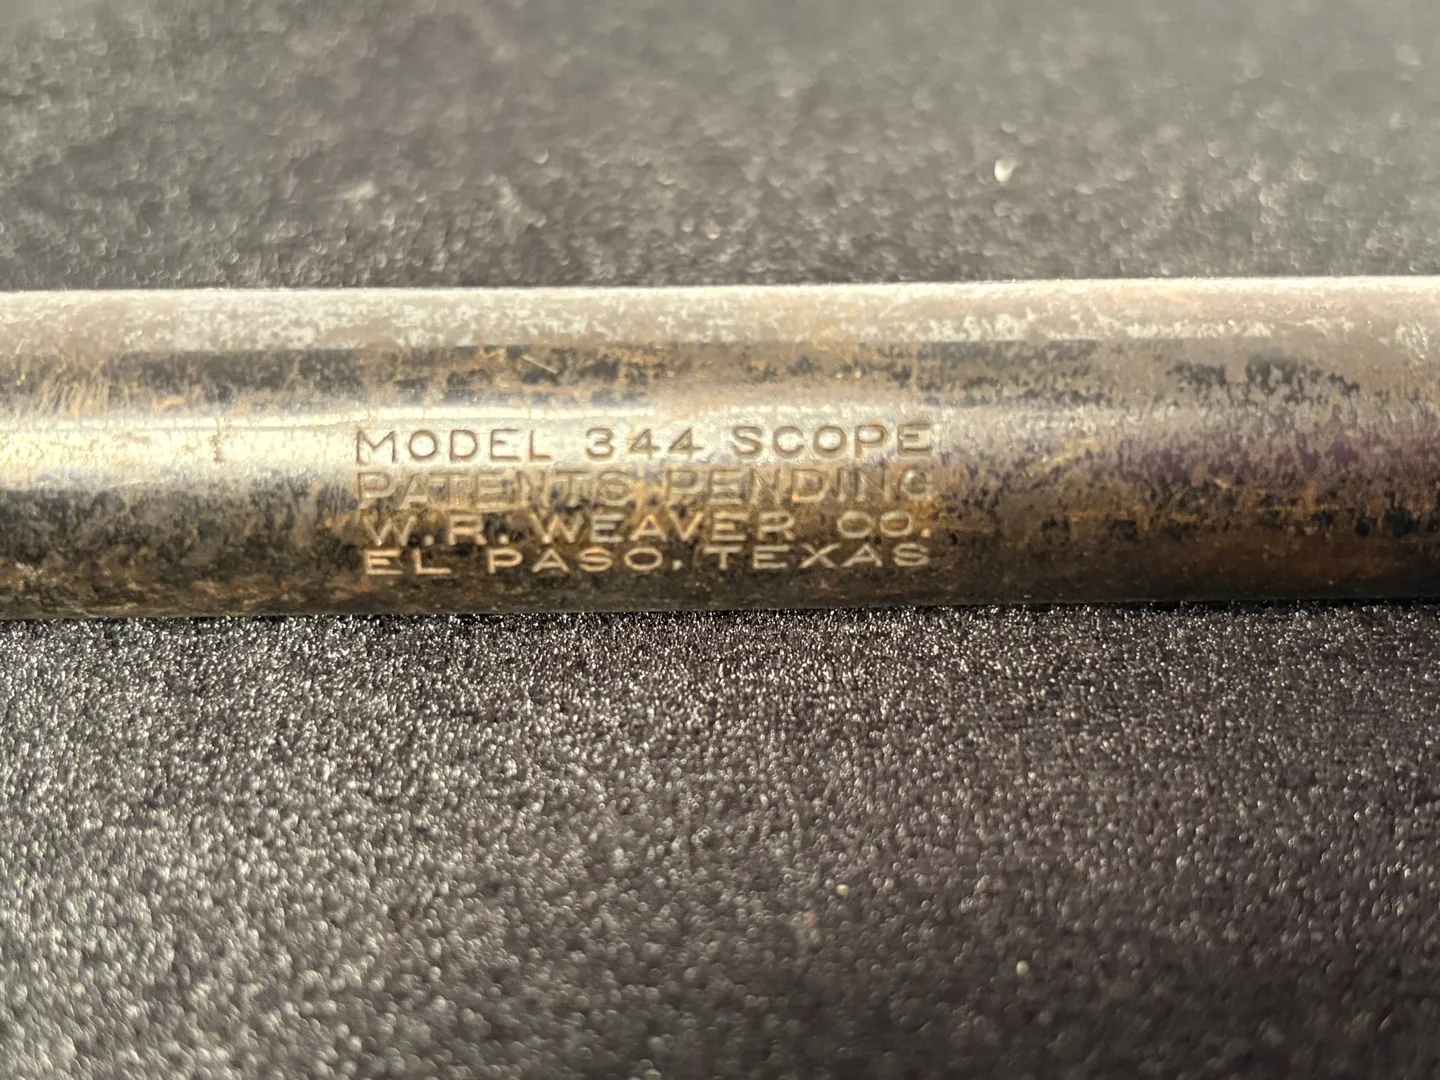 MODEL 344 SCOPE
PATENTS PENDING
W.R. WEAVER CO.
EL PASO, TEXAS